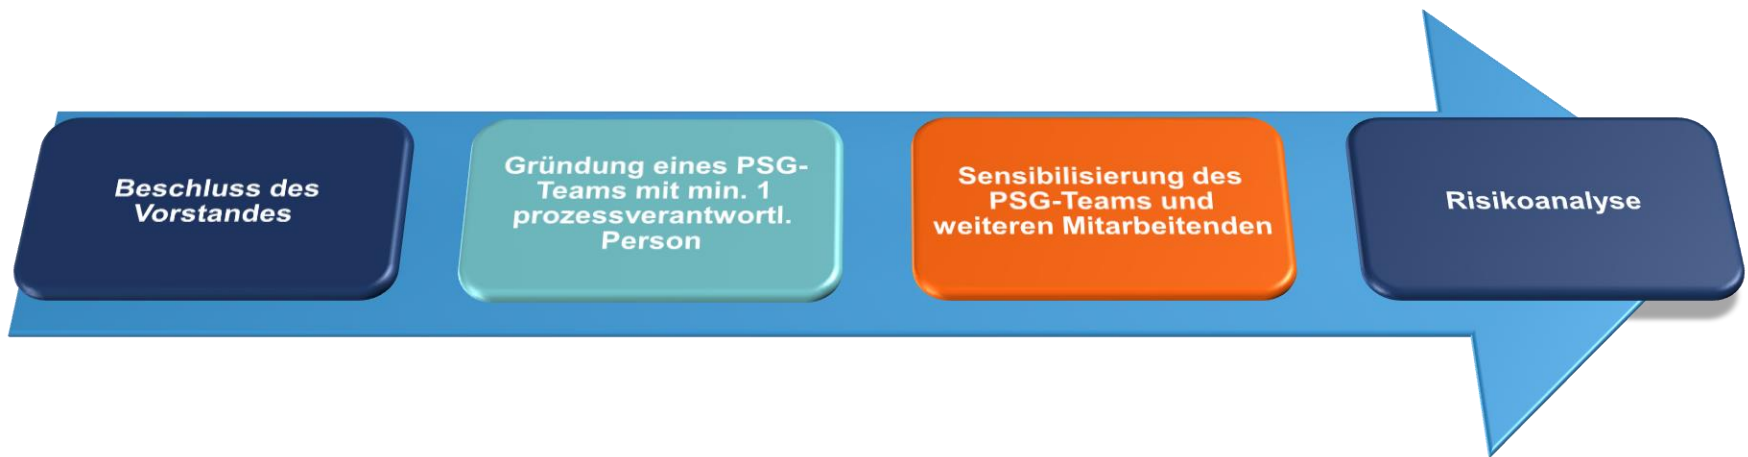 Beschluss des
Vorstandes
Gründung eines PSG-
Teams mit min. 1
prozessverantwortl.
Person
Sensibilisierung des
PSG-Teams und
weiteren Mitarbeitenden
Risikoanalyse